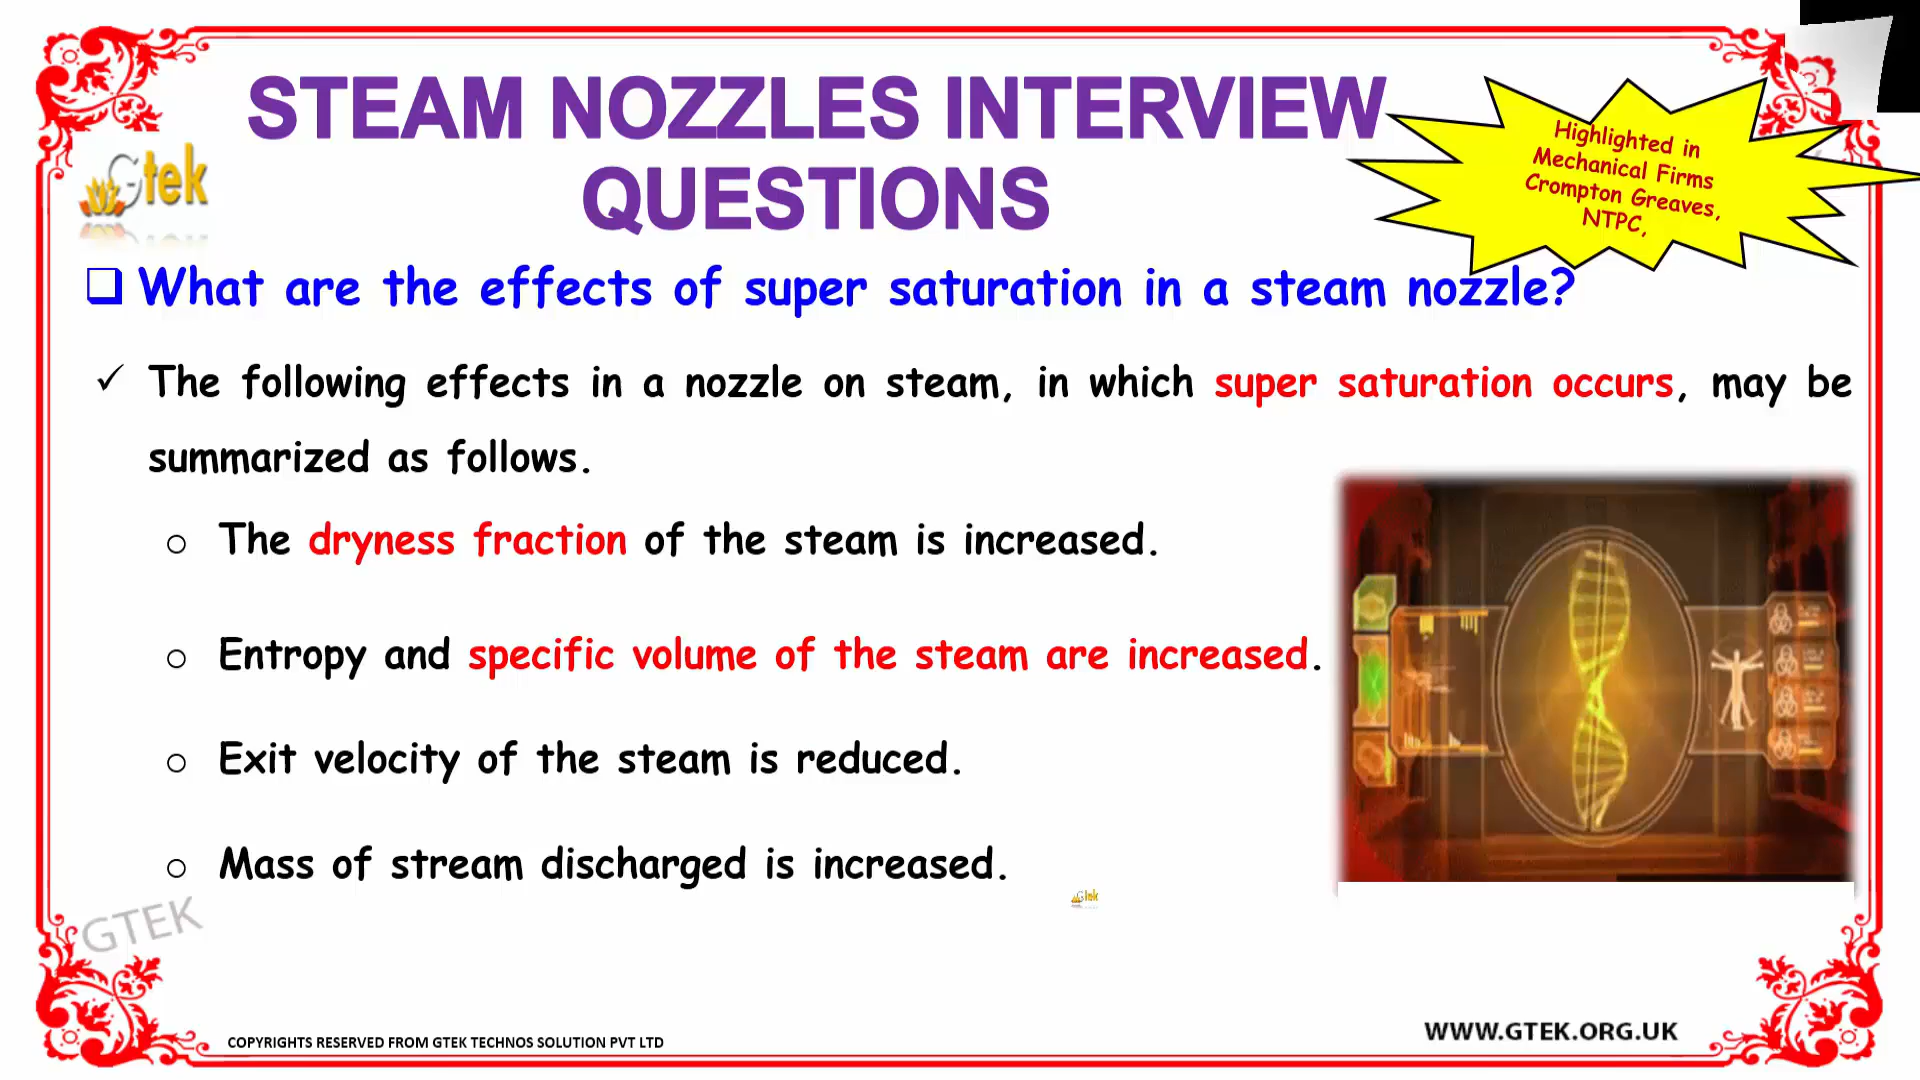 STEAM NOZZLES INTERVIEW
QUESTIONS
Gtek
Highlighted in
Mechanical Firms
Crompton Greaves,
NTPC,
What are the effects of super saturation in a steam nozzle?
The following effects in a nozzle on steam, in which super saturation occurs, may be
summarized as follows.
The dryness fraction of the steam is increased.
Entropy and specific volume of the steam are increased.
Exit velocity of the steam is reduced.
Mass of stream discharged is increased.
Gtek
GTEK
COPYRIGHTS RESERVED FROM GTEK TECHNOS SOLUTION PVT LTD
WWW.GTEK.ORG.UK